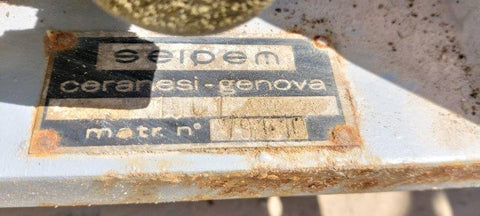 seipem
ceranesi-genova
matr. n°